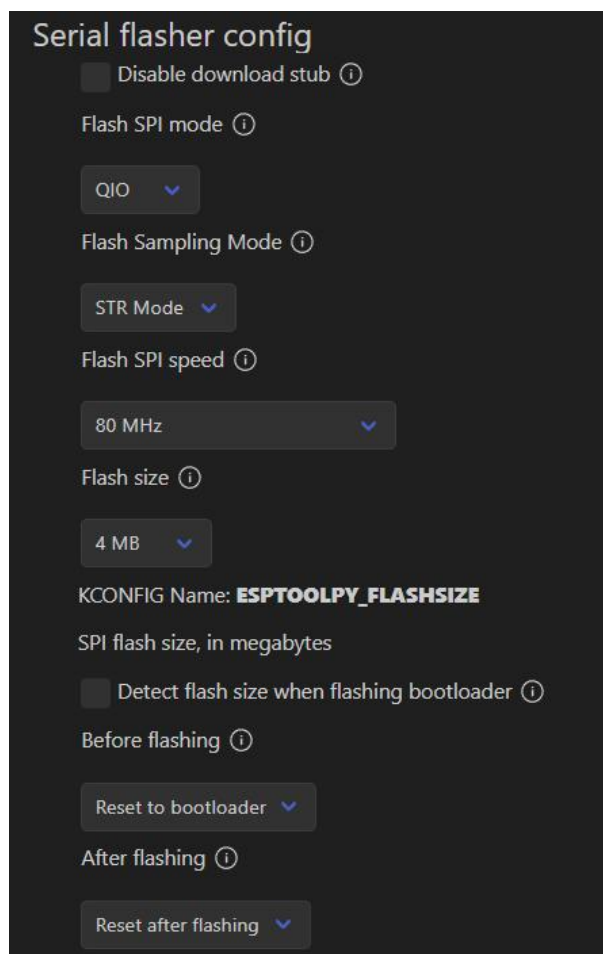 Serial flasher config
Disable download stub
Flash SPI mode
QIO
Flash Sampling Mode
STR Mode
Flash SPI speed
80 MHz
Flash size
4 MB
KCONFIG Name: ESPTOOLPY_FLASHSIZE
SPI flash size, in megabytes
Detect flash size when flashing bootloader
Before flashing
Reset to bootloader
After flashing
Reset after flashing